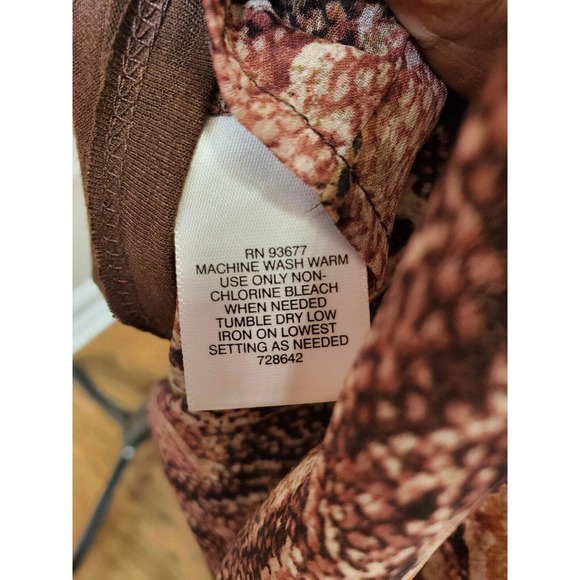 RN 93677
MACHINE WASH WARM
USE ONLY NON-
CHLORINE BLEACH
WHEN NEEDED
TUMBLE DRY LOW
IRON ON LOWEST
SETTING AS NEEDED
728642